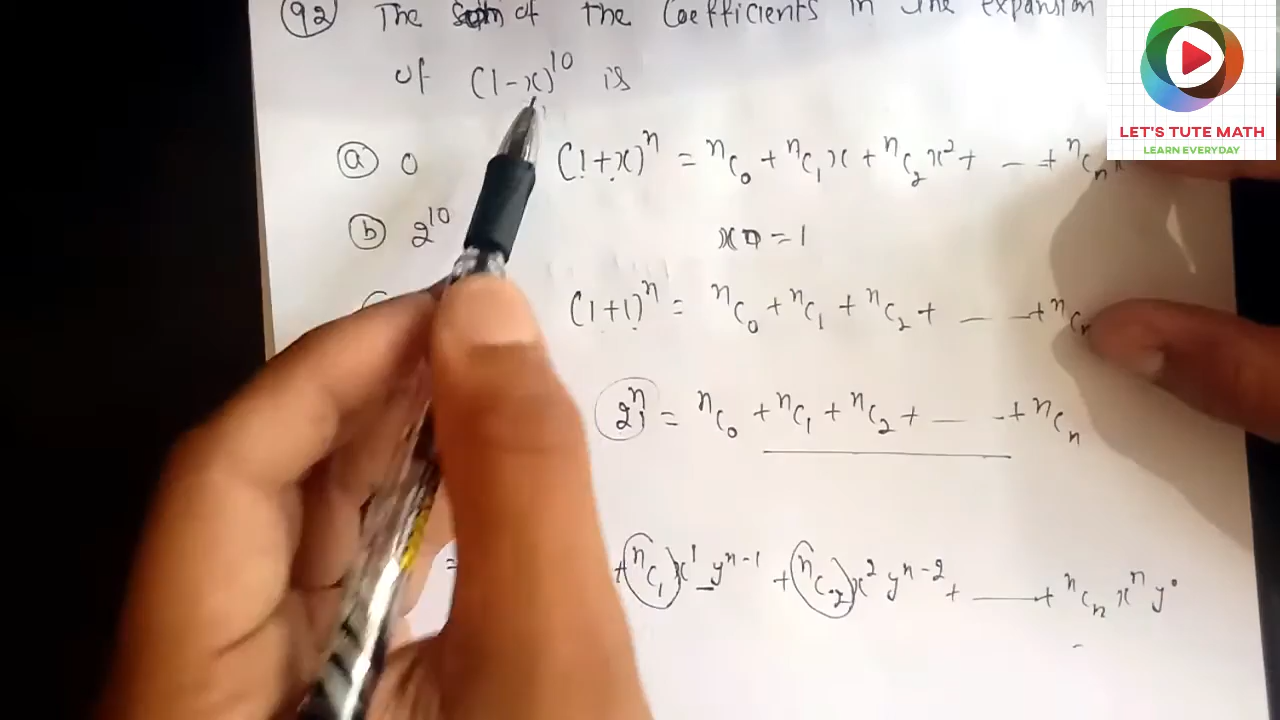 Q2 The Sum of the Coefficients in the expansion
of (1-x)^10 is
(a) 0
(b) 2^10
(1+x)^n = nC0 + nC1 x + nC2 x^2 + — + nCn
x = 1
(1+1)^n = nC0 + nC1 + nC2 + — — + nCn
2^n = nC0 + nC1 + nC2 + — - + nCn
= + nC1 x^1 y^n-1 + nC2 x^2 y^n-2 + — + nCn x^n y^0
LET'S TUTE MATH
LEARN EVERYDAY